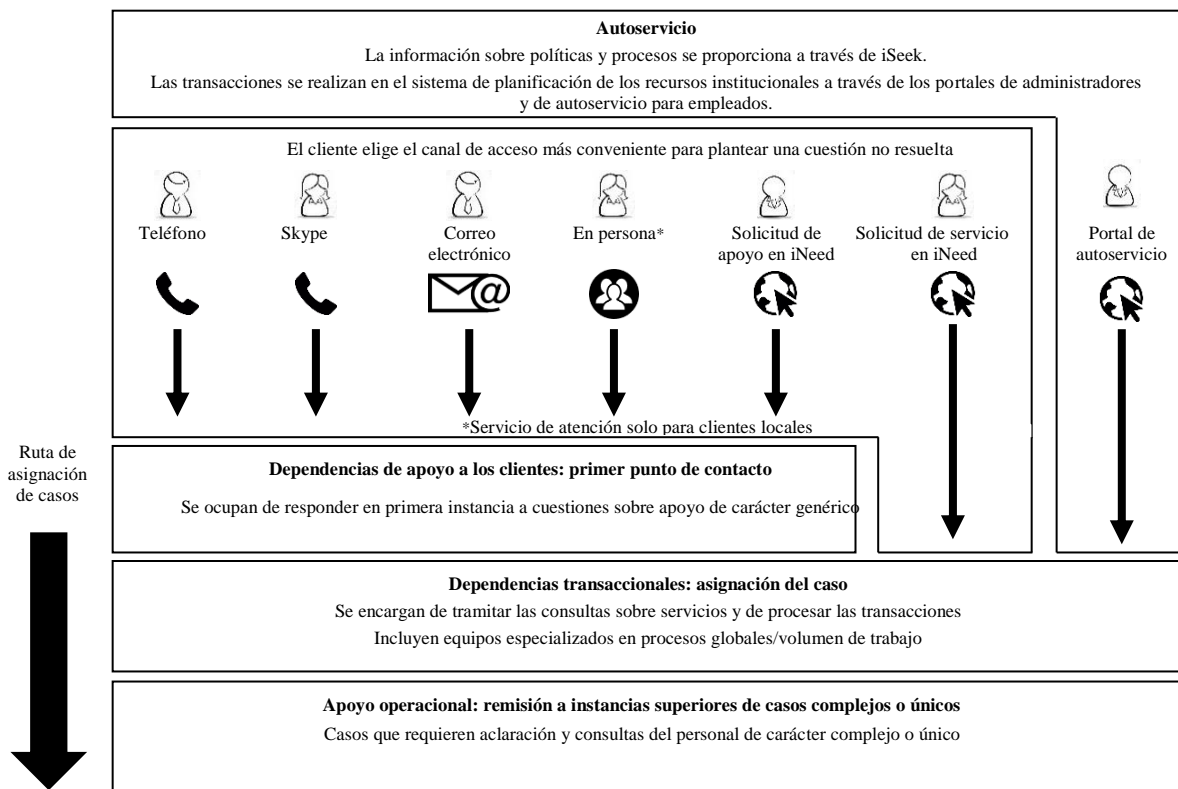 Autoservicio
La información sobre políticas y procesos se proporciona a través de iSeek.
Las transacciones se realizan en el sistema de planificación de los recursos institucionales a través de los portales de administradores
y de autoservicio para empleados.
El cliente elige el canal de acceso más conveniente para plantear una cuestión no resuelta
Teléfono
Skype
Correo
electrónico
En persona*
Solicitud de
apoyo en iNeed
Solicitud de servicio
en iNeed
Portal de
autoservicio
*Servicio de atención solo para clientes locales
Ruta de
asignación
de casos
Dependencias de apoyo a los clientes: primer punto de contacto
Se ocupan de responder en primera instancia a cuestiones sobre apoyo de carácter genérico
Dependencias transaccionales: asignación del caso
Se encargan de tramitar las consultas sobre servicios y de procesar las transacciones
Incluyen equipos especializados en procesos globales/volumen de trabajo
Apoyo operacional: remisión a instancias superiores de casos complejos o únicos
Casos que requieren aclaración y consultas del personal de carácter complejo o único